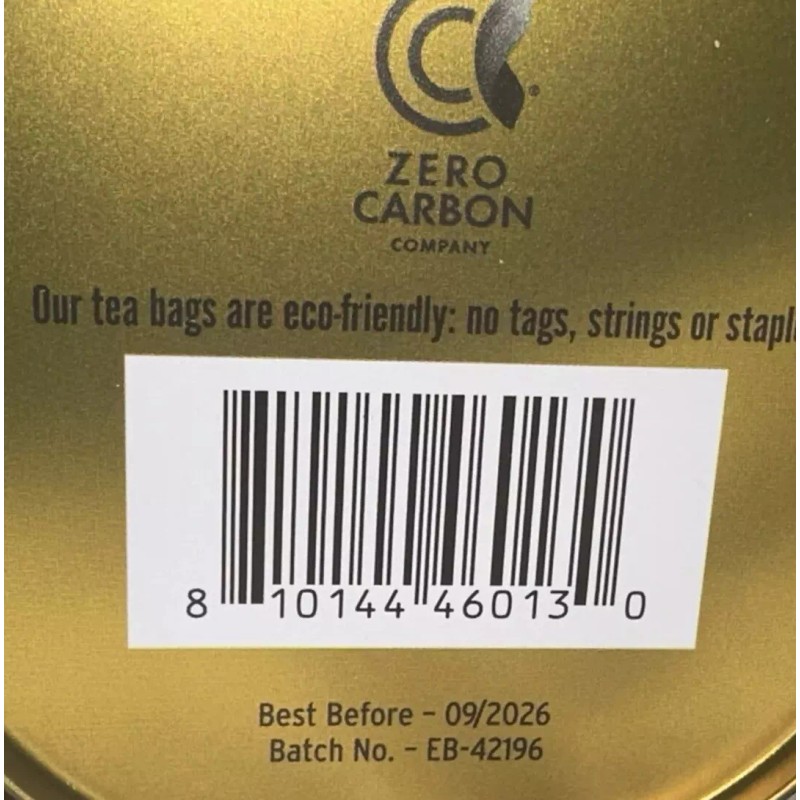 ZERO
CARBON
COMPANY
Our tea bags are eco-friendly: no tags, strings or
8 10144 46013 0
Best Before - 09/2026
Batch No. - EB-42196